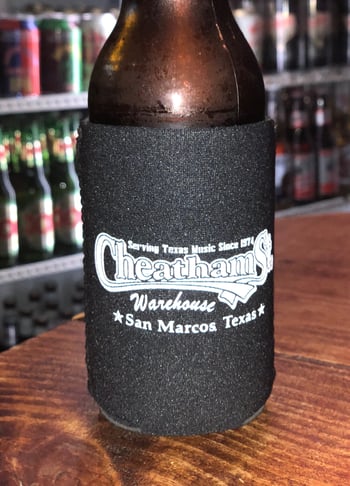 Serving Texas Music Since 1974
Cheatham St.
Warehouse
★San Marcos, Texas★